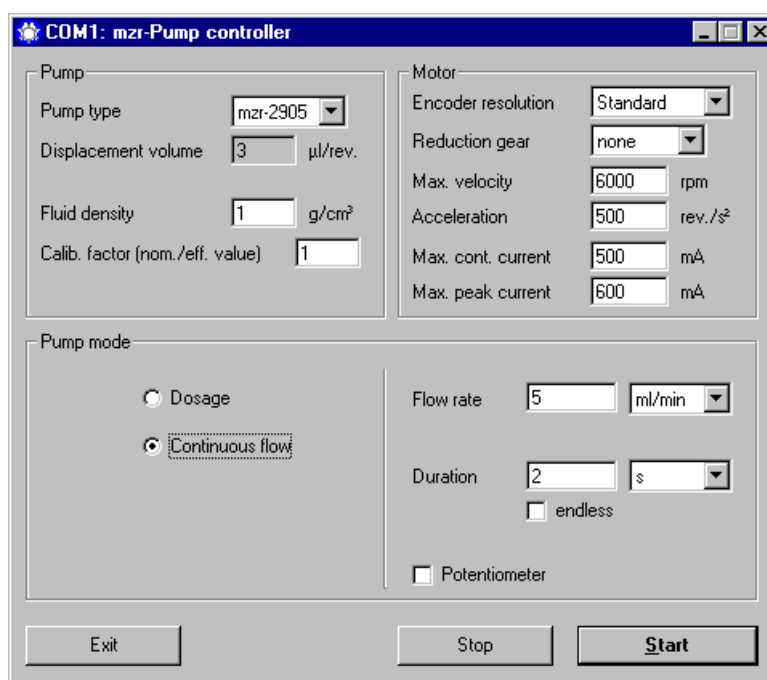 COM1: mzr-Pump controller
Pump
Pump type mzr-2905
Displacement volume 3 µl/rev.
Fluid density 1 g/cm³
Calib. factor (nom./eff. value) 1
Motor
Encoder resolution Standard
Reduction gear none
Max. velocity 6000 rpm
Acceleration 500 rev./s²
Max. cont. current 500 mA
Max. peak current 600 mA
Pump mode
Dosage
Continuous flow
Flow rate 5 ml/min
Duration 2 s
endless
Potentiometer
Exit Stop Start